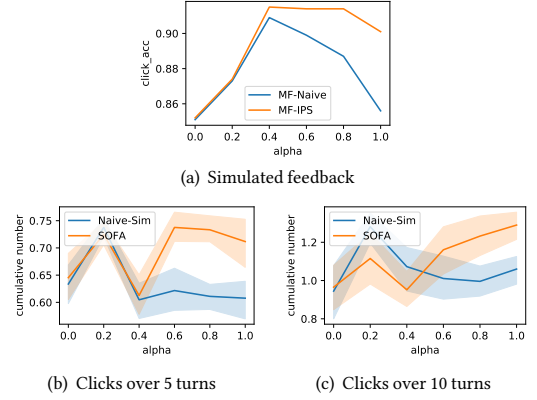 click_acc
0.90
0.88
0.86
MF-Naive
MF-IPS
0.0 0.2 0.4 0.6 0.8 1.0
alpha
(a) Simulated feedback
cumulative number
0.75
0.70
0.65
0.60
Naive-Sim
SOFA
0.0 0.2 0.4 0.6 0.8 1.0
alpha
(b) Clicks over 5 turns
cumulative number
1.2
1.0
0.8
Naive-Sim
SOFA
0.0 0.2 0.4 0.6 0.8 1.0
alpha
(c) Clicks over 10 turns